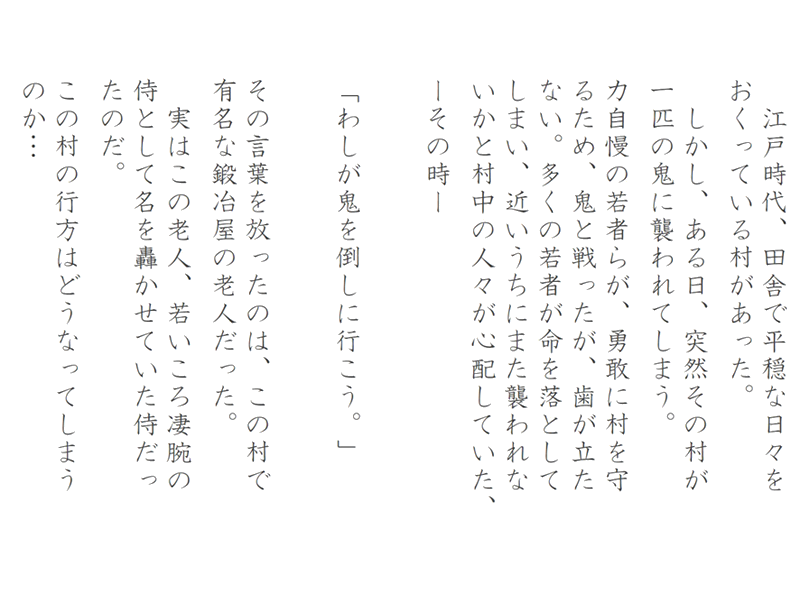 江戸時代、田舎で平穏な日々を
おくっている村があった。
しかし、ある日、突然その村が
一匹の鬼に襲われてしまう。
力自慢の若者らが、勇敢に村を守
るため、鬼と戦ったが、歯が立た
ない。多くの若者が命を落として
しまい、近いうちにまた襲われな
いかと村中の人々が心配していた、
ーその時ー
「わしが鬼を倒しに行こう。」
その言葉を放ったのは、この村で
有名な鍛冶屋の老人だった。
実はこの老人、若いころ凄腕の
侍として名を轟かせていた侍だっ
たのだ。
この村の行方はどうなってしまう
のか…